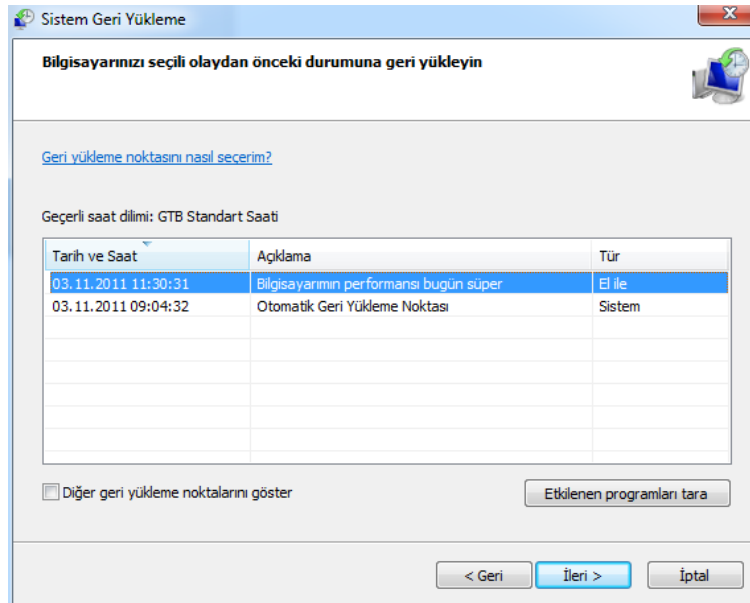 Sistem Geri Yükleme
Bilgisayarınızı seçili olaydan önceki durumuna geri yükleyin
Geri yükleme noktasını nasıl seçerim?
Geçerli saat dilimi: GTB Standart Saati
Tarih ve Saat Açıklama Tür
03.11.2011 11:30:31 Bilgisayarımın performansı bugün süper El ile
03.11.2011 09:04:32 Otomatik Geri Yükleme Noktası Sistem
Diğer geri yükleme noktalarını göster Etkilenen programları tara
< Geri İleri > İptal